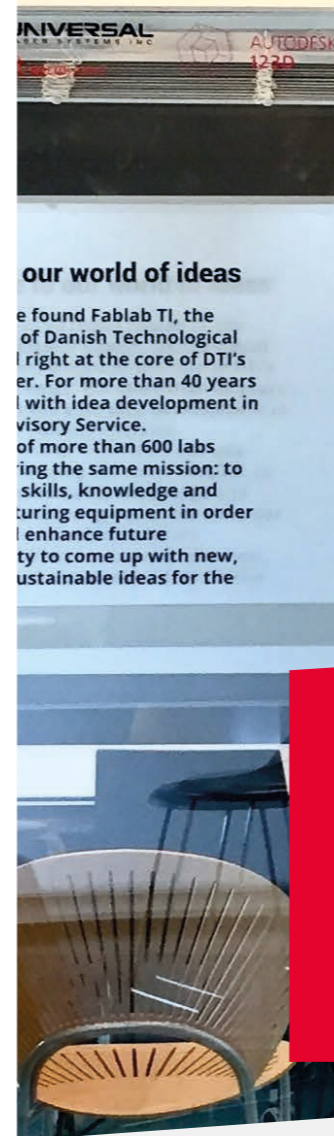 UNIVERSAL
LASER SYSTEMS INC
AUTODESK
123D
our world of ideas
e found Fablab TI, the
of Danish Technological
right at the core of DTI's
er. For more than 40 years
with idea development in
visory Service.
of more than 600 labs
ring the same mission: to
skills, knowledge and
turing equipment in order
enhance future
ty to come up with new,
ustainable ideas for the